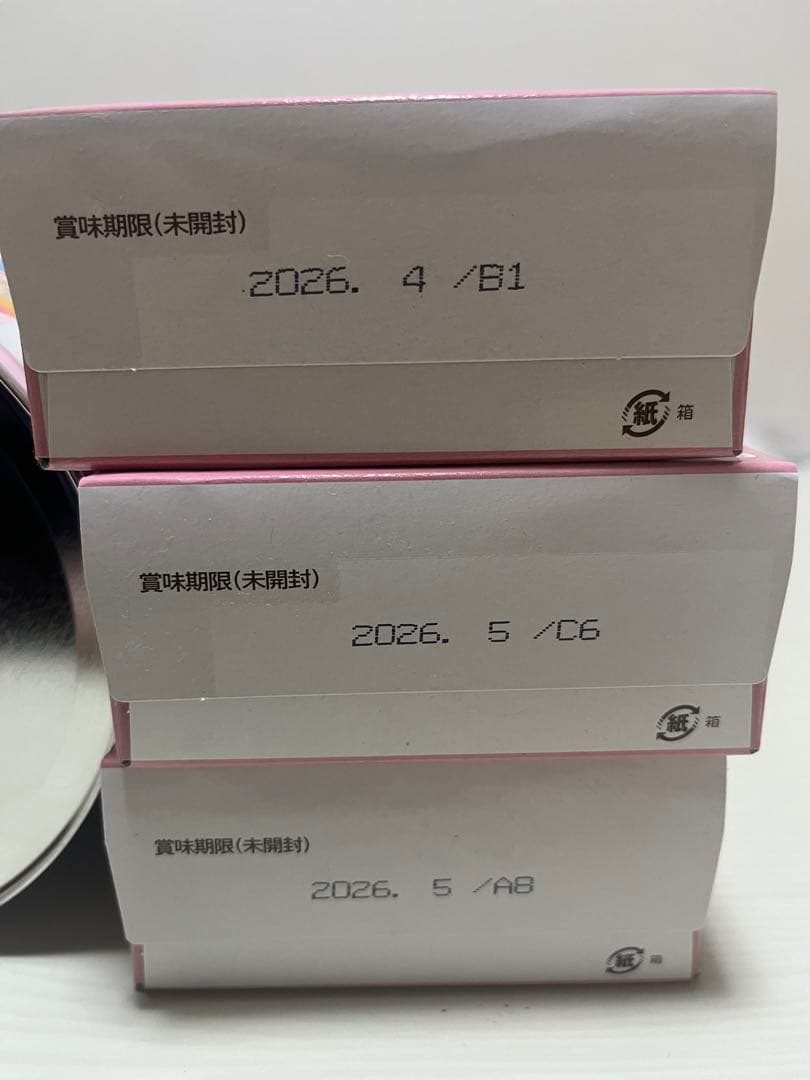 賞味期限(未開封)
2026. 4 /B1
紙 箱
賞味期限(未開封)
2026. 5 /C6
紙 箱
賞味期限(未開封)
2026. 5 /A8
紙 箱